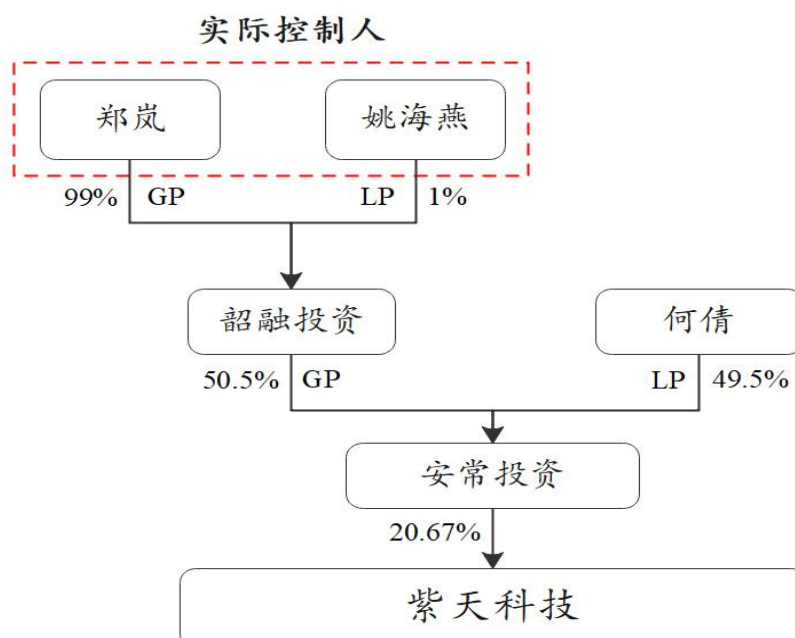 实际控制人
郑岚 姚海燕
99% GP LP 1%
韶融投资 何倩
50.5% GP LP 49.5%
安常投资
20.67%
紫天科技